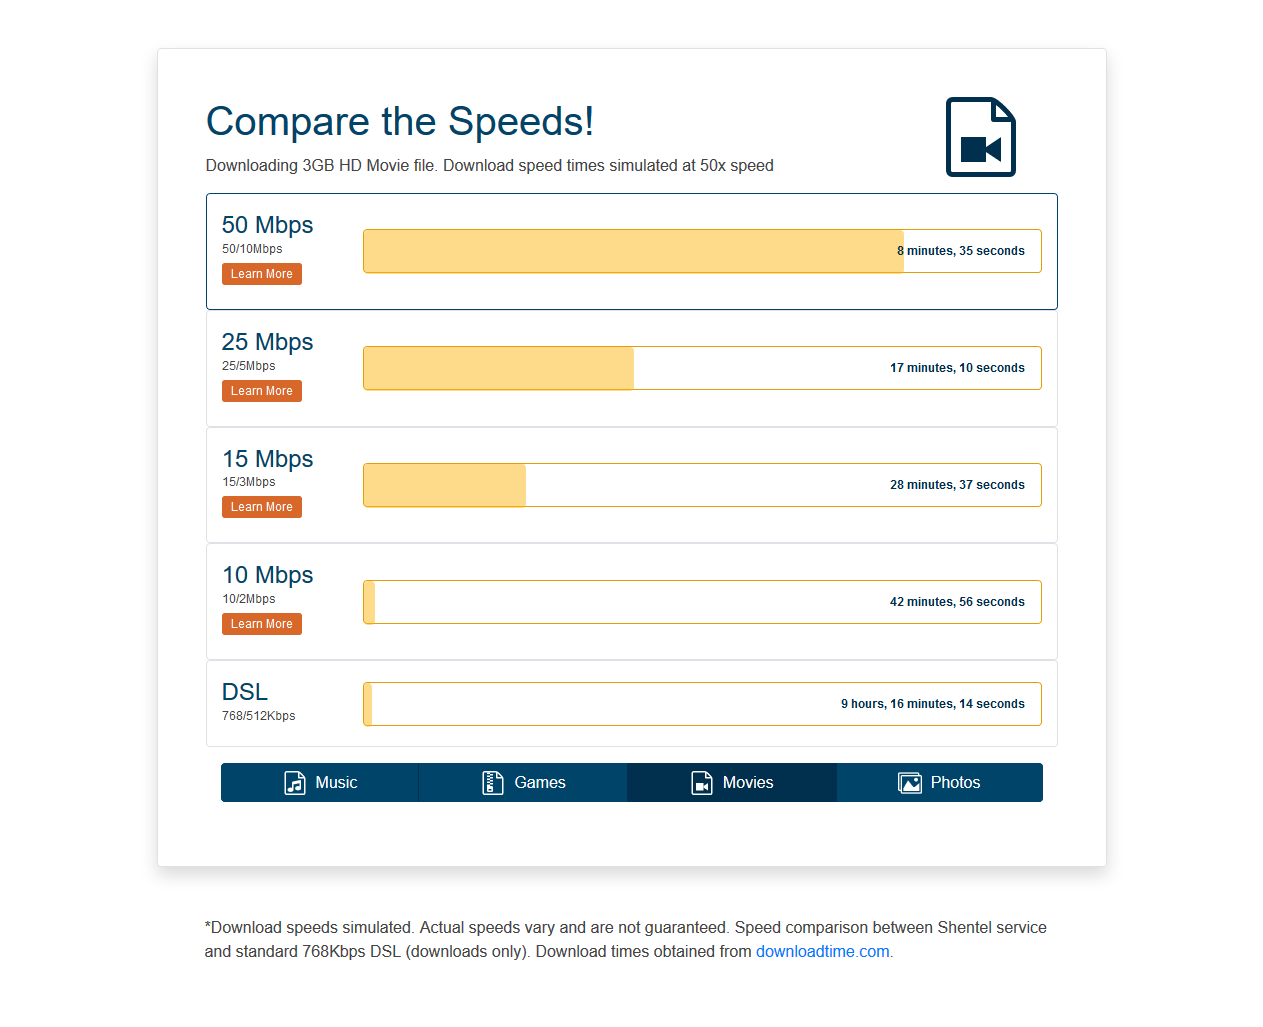 Compare the Speeds!
Downloading 3GB HD Movie file. Download speed times simulated at 50x speed
50 Mbps
50/10Mbps
Learn More
8 minutes, 35 seconds
25 Mbps
25/5Mbps
Learn More
17 minutes, 10 seconds
15 Mbps
15/3Mbps
Learn More
28 minutes, 37 seconds
10 Mbps
10/2Mbps
Learn More
42 minutes, 56 seconds
DSL
768/512Kbps
9 hours, 16 minutes, 14 seconds
Music Games Movies Photos
*Download speeds simulated. Actual speeds vary and are not guaranteed. Speed comparison between Shentel service
and standard 768Kbps DSL (downloads only). Download times obtained from downloadtime.com.